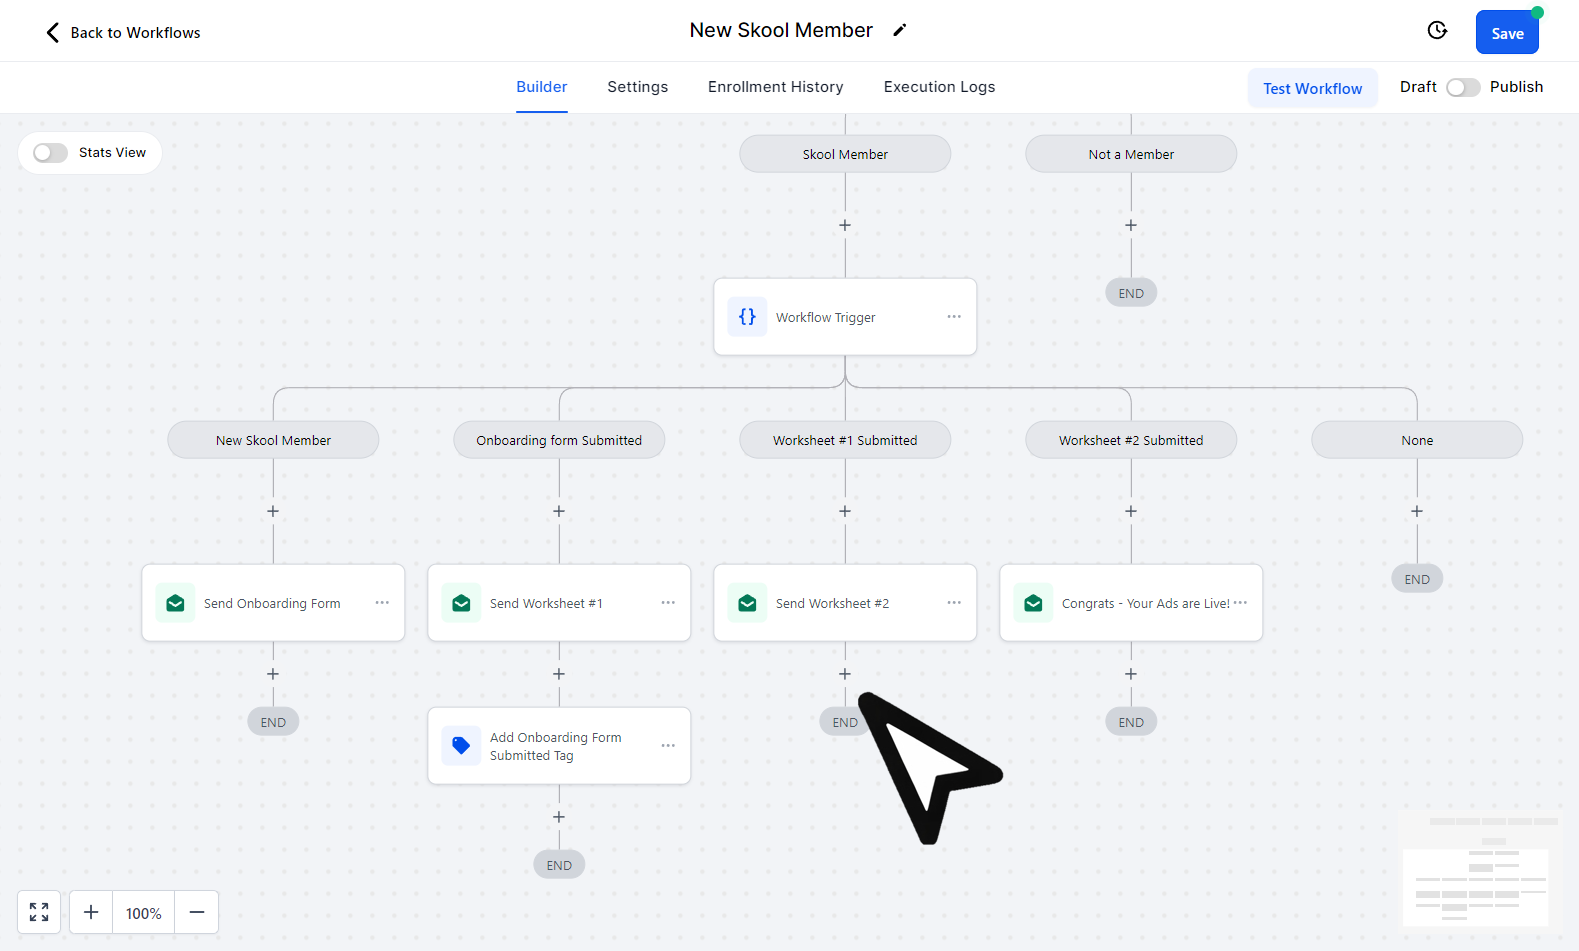 Back to Workflows
New Skool Member
Save
Builder
Settings
Enrollment History
Execution Logs
Test Workflow
Draft
Publish
Stats View
Skool Member
Not a Member
END
Workflow Trigger
New Skool Member
Onboarding form Submitted
Worksheet #1 Submitted
Worksheet #2 Submitted
None
Send Onboarding Form
Send Worksheet #1
Send Worksheet #2
Congrats - Your Ads are Live!
END
END
Add Onboarding Form
Submitted Tag
END
END
END
100%